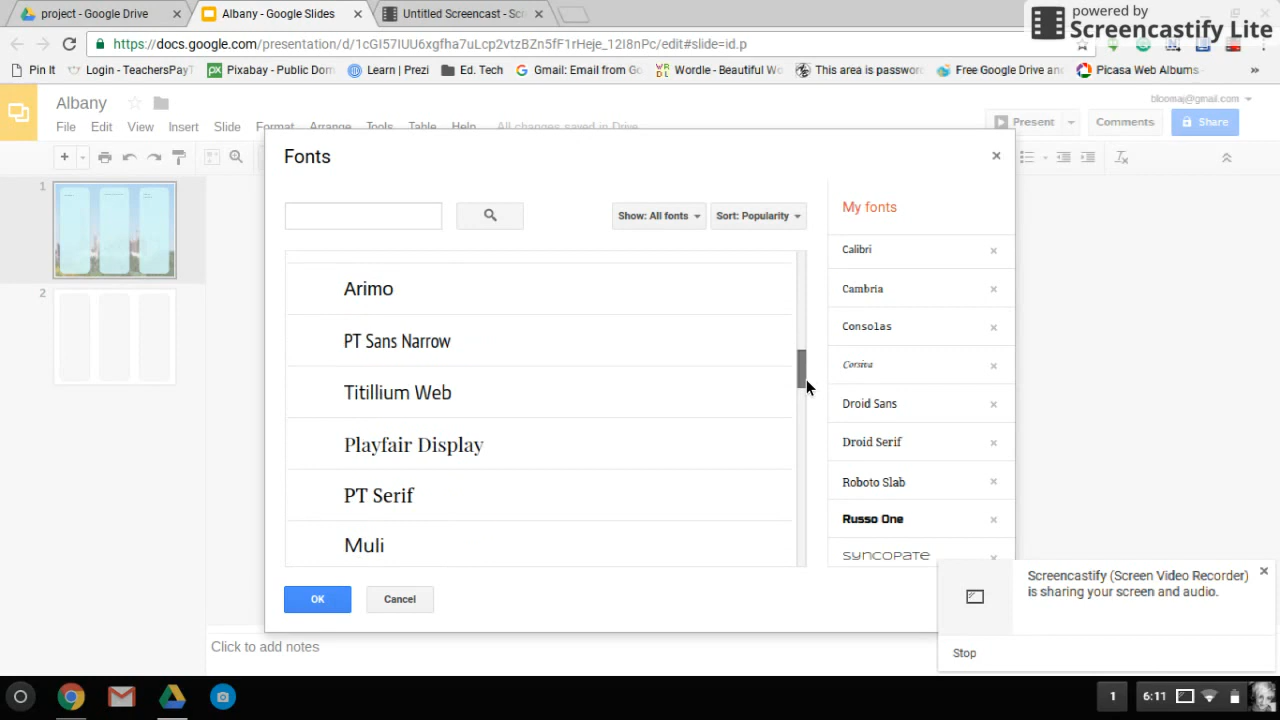 powered by
Screencastify Lite
project - Google Drive
Albany - Google Slides
Untitled Screencast - Scr
https://docs.google.com/presentation/d/
/edit#slide=id.p
Pin It
Login - TeachersPayT
Pixabay - Public Dom
Learn | Prezi
Ed. Tech
Gmail: Email from Go
Wordle - Beautiful Wo
This area is password
Free Google Drive and
Picasa Web Albums
»
Albany
bloomaj@gmail.com
File Edit View Insert Slide Format Arrange Tools Table Help All changes saved in Drive
Present
Comments
Share
1
2
Fonts
Show: All fonts
Sort: Popularity
Arimo
PT Sans Narrow
Titillium Web
Playfair Display
PT Serif
Muli
My fonts
Calibri
Cambria
Consolas
Corsiva
Droid Sans
Droid Serif
Roboto Slab
Russo One
syncopate
OK
Cancel
Screencastify (Screen Video Recorder)
is sharing your screen and audio.
Stop
Click to add notes
1
6:11